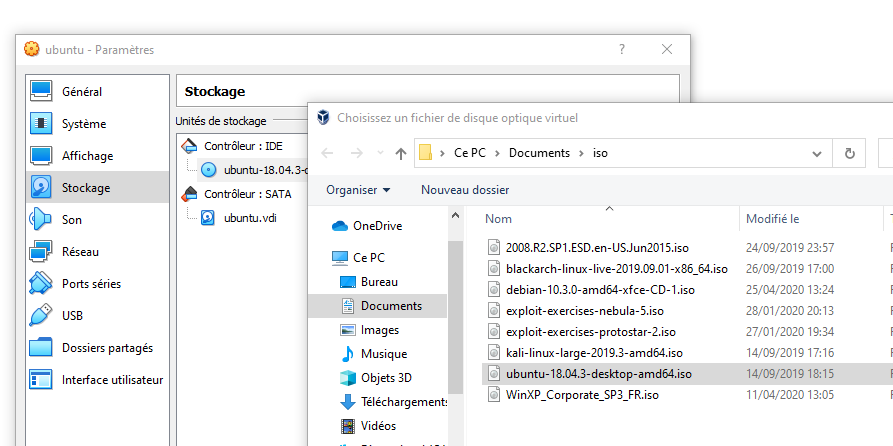 ubuntu - Paramètres
?
Général
Système
Affichage
Stockage
Son
Réseau
Ports séries
USB
Dossiers partagés
Interface utilisateur
Stockage
Unités de stockage
Contrôleur : IDE
ubuntu-18.04.3-d
Contrôleur : SATA
ubuntu.vdi
Choisissez un fichier de disque optique virtuel
Ce PC > Documents > iso
Organiser
Nouveau dossier
OneDrive
Ce PC
Bureau
Documents
Images
Musique
Objets 3D
Téléchargements
Vidéos
Nom Modifié le
2008.R2.SP1.ESD.en-US.Jun2015.iso 24/09/2019 23:57
blackarch-linux-live-2019.09.01-x86_64.iso 26/09/2019 17:00
debian-10.3.0-amd64-xfce-CD-1.iso 25/04/2020 13:24
exploit-exercises-nebula-5.iso 28/01/2020 20:13
exploit-exercises-protostar-2.iso 27/01/2020 19:34
kali-linux-large-2019.3-amd64.iso 14/09/2019 17:16
ubuntu-18.04.3-desktop-amd64.iso 14/09/2019 18:15
WinXP_Corporate_SP3_FR.iso 11/04/2020 13:05